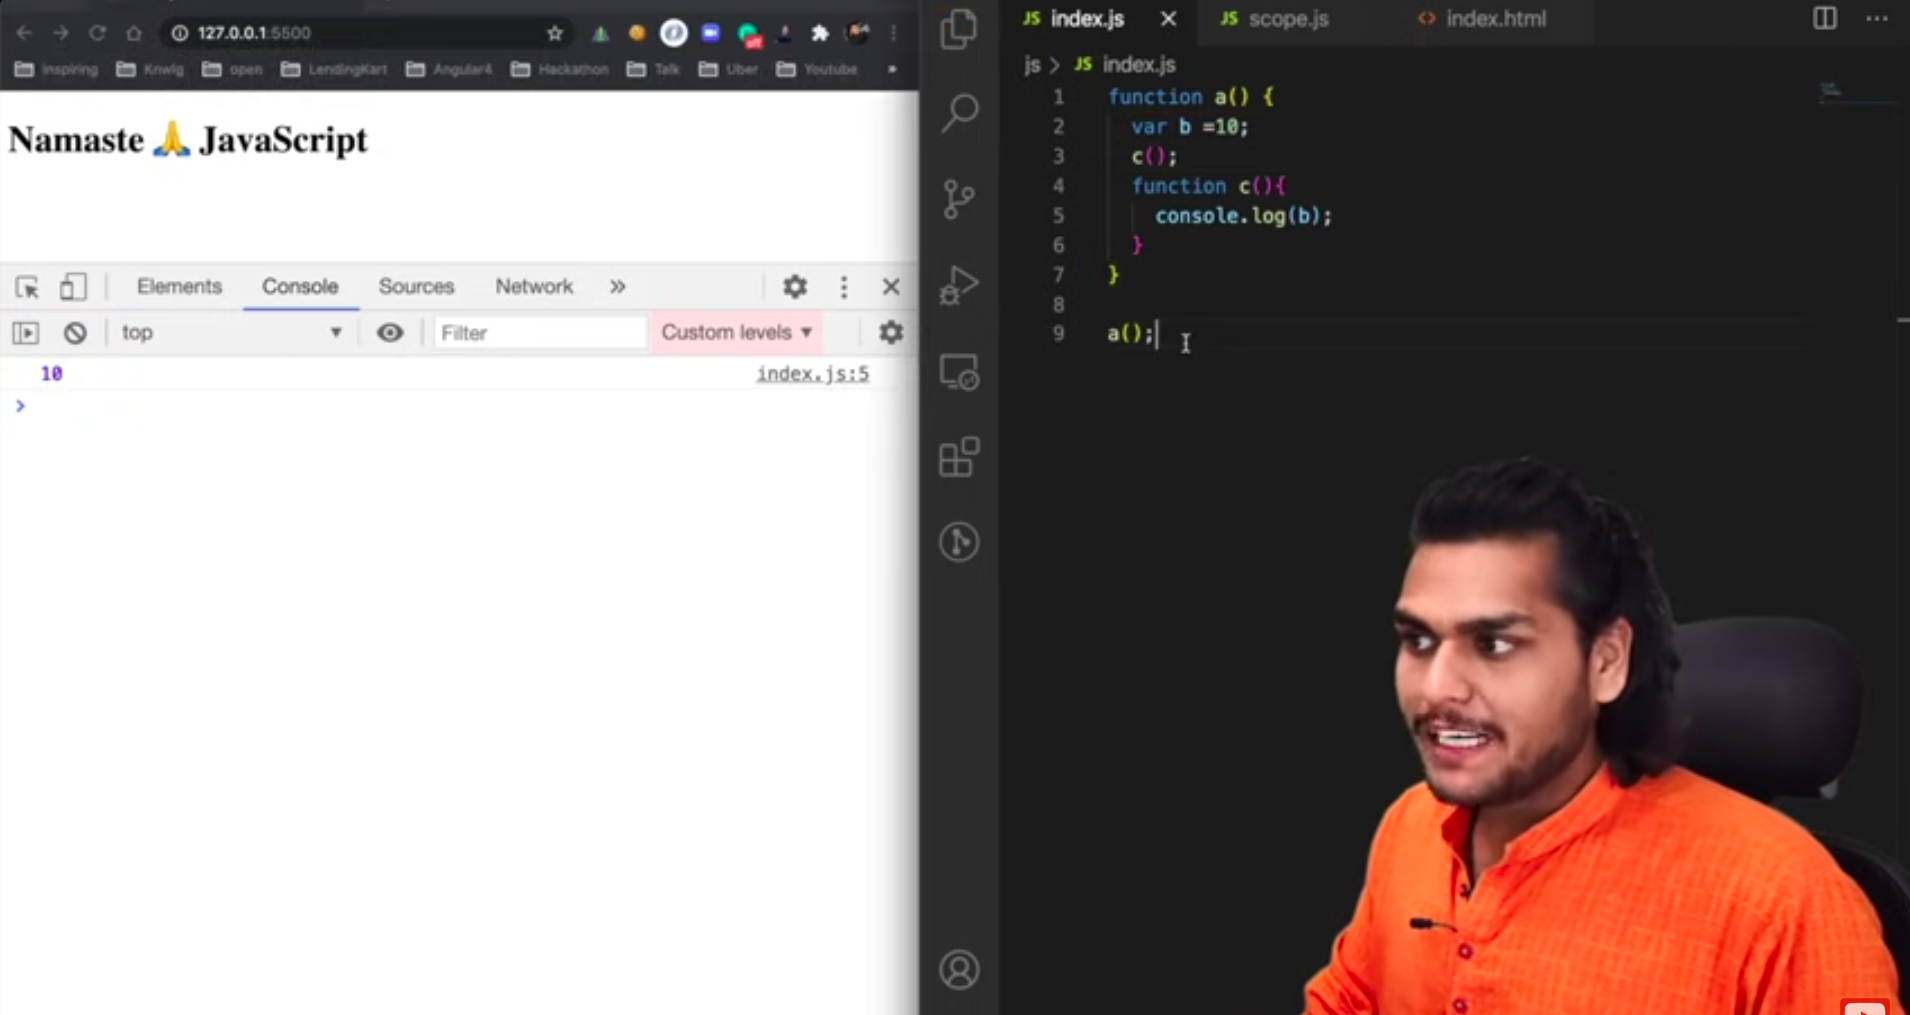 127.0.0.1:5500
Inspiring Knwlg open LendingKart Angular4 Hackathon Talk Uber Youtube »
off
Namaste 🙏 JavaScript
Elements Console Sources Network »
top Filter Custom levels
10 index.js:5
>
JS index.js JS scope.js <> index.html
js > JS index.js
1 function a() {
2 var b =10;
3 c();
4 function c(){
5 console.log(b);
6 }
7 }
8
9 a();